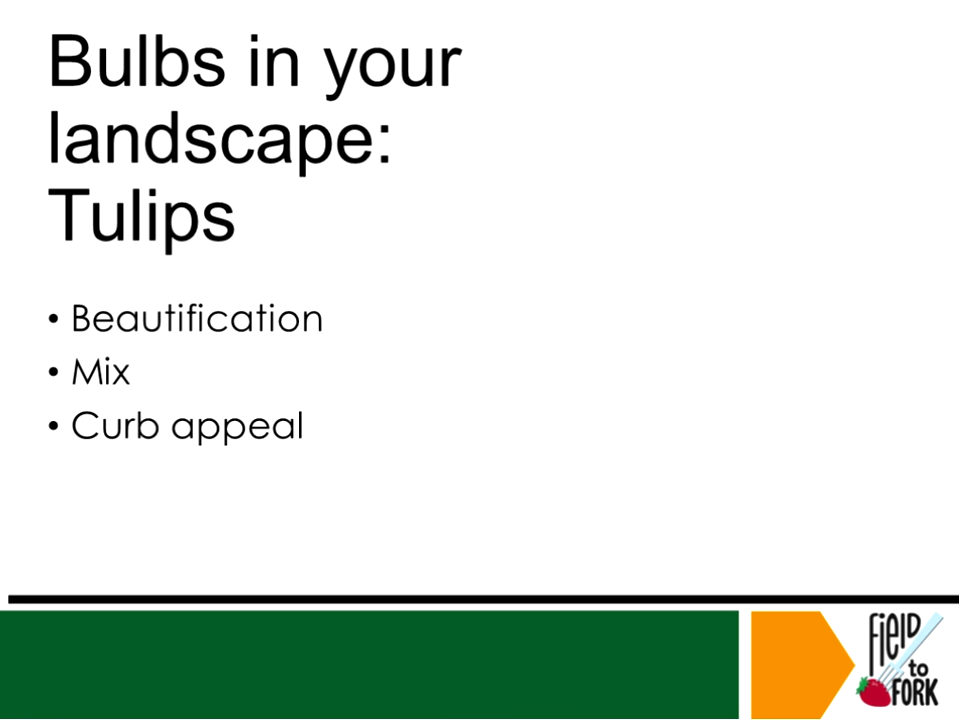 Bulbs in your
landscape:
Tulips
• Beautification
• Mix
• Curb appeal
FiElD
to
FORK